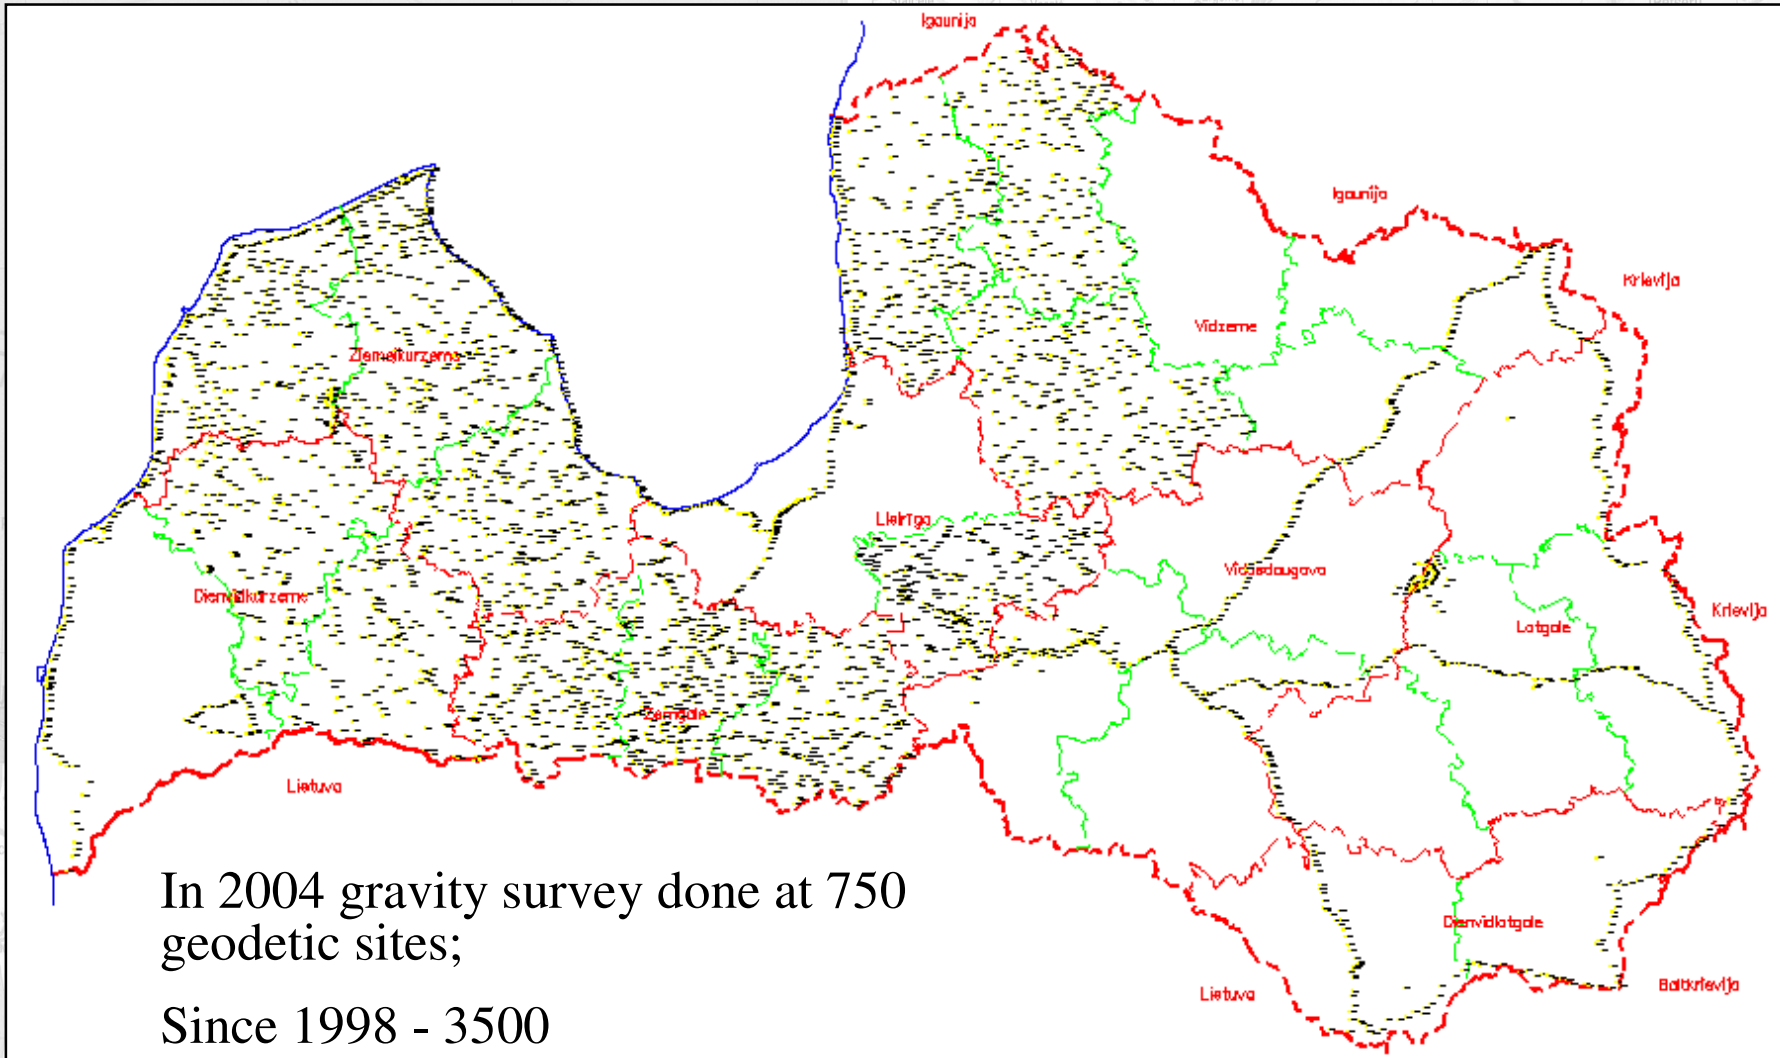 Igaunija
Igaunija
Krievija
Vidzeme
Ziemelkurzeme
Lielrīga
Vidusdaugava
Dienvidkurzeme
Krievija
Latgale
Zemgale
Lietuva
In 2004 gravity survey done at 750
geodetic sites;
Since 1998 - 3500
Dienvidlatgale
Lietuva
Baltkrievija